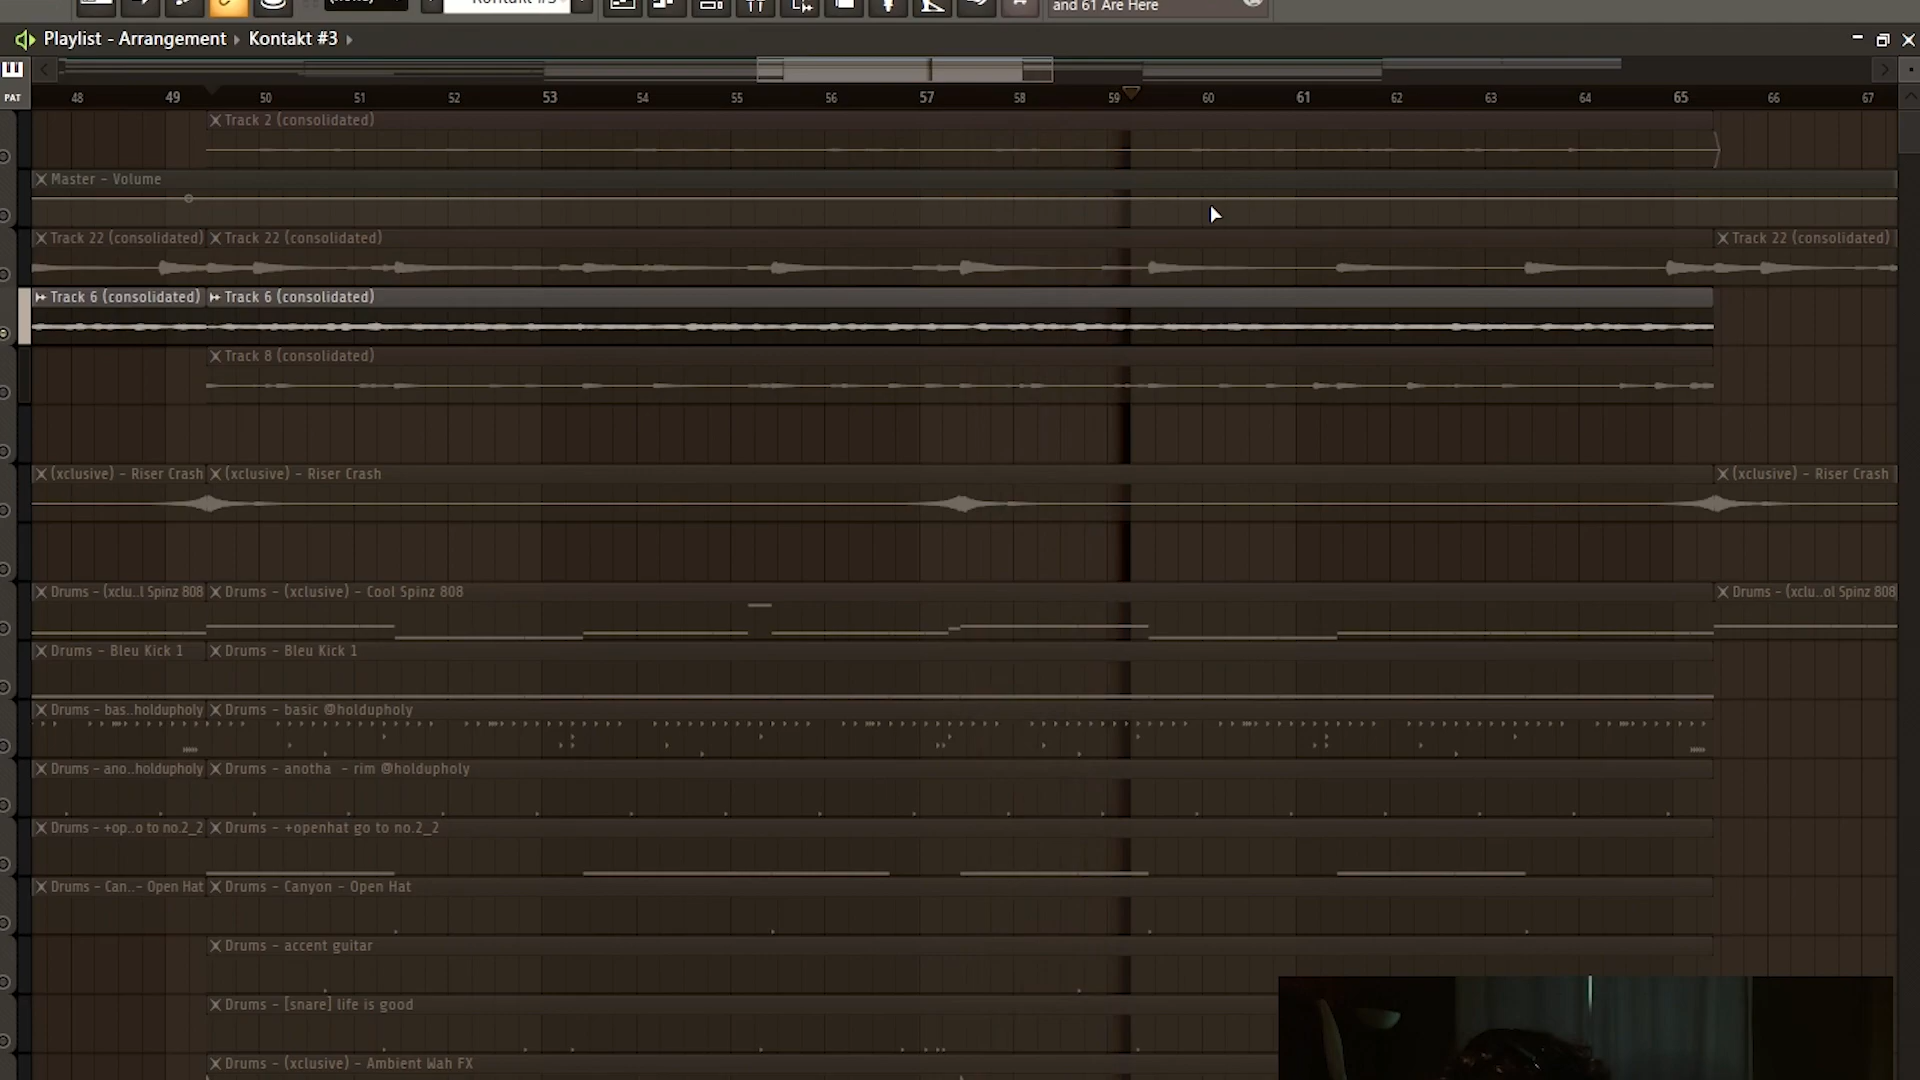 (none)
Kontakt #3
and 61 Are Here
Playlist - Arrangement ▸ Kontakt #3 ▸
PAT
48 49 50 51 52 53 54 55 56 57 58 59 60 61 62 63 64 65 66 67
Track 2 (consolidated)
Master - Volume
Track 22 (consolidated) Track 22 (consolidated) Track 22 (consolidated)
Track 6 (consolidated) Track 6 (consolidated)
Track 8 (consolidated)
(xclusive) - Riser Crash (xclusive) - Riser Crash (xclusive) - Riser Crash
Drums - (xclu..l Spinz 808 Drums - (xclusive) - Cool Spinz 808 Drums - (xclu..ol Spinz 808
Drums - Bleu Kick 1 Drums - Bleu Kick 1
Drums - bas..holdupholy Drums - basic @holdupholy
Drums - ano..holdupholy Drums - anotha - rim @holdupholy
Drums - +op..o to no.2_2 Drums - +openhat go to no.2_2
Drums - Can..- Open Hat Drums - Canyon - Open Hat
Drums - accent guitar
Drums - [snare] life is good
Drums - (xclusive) - Ambient Wah FX